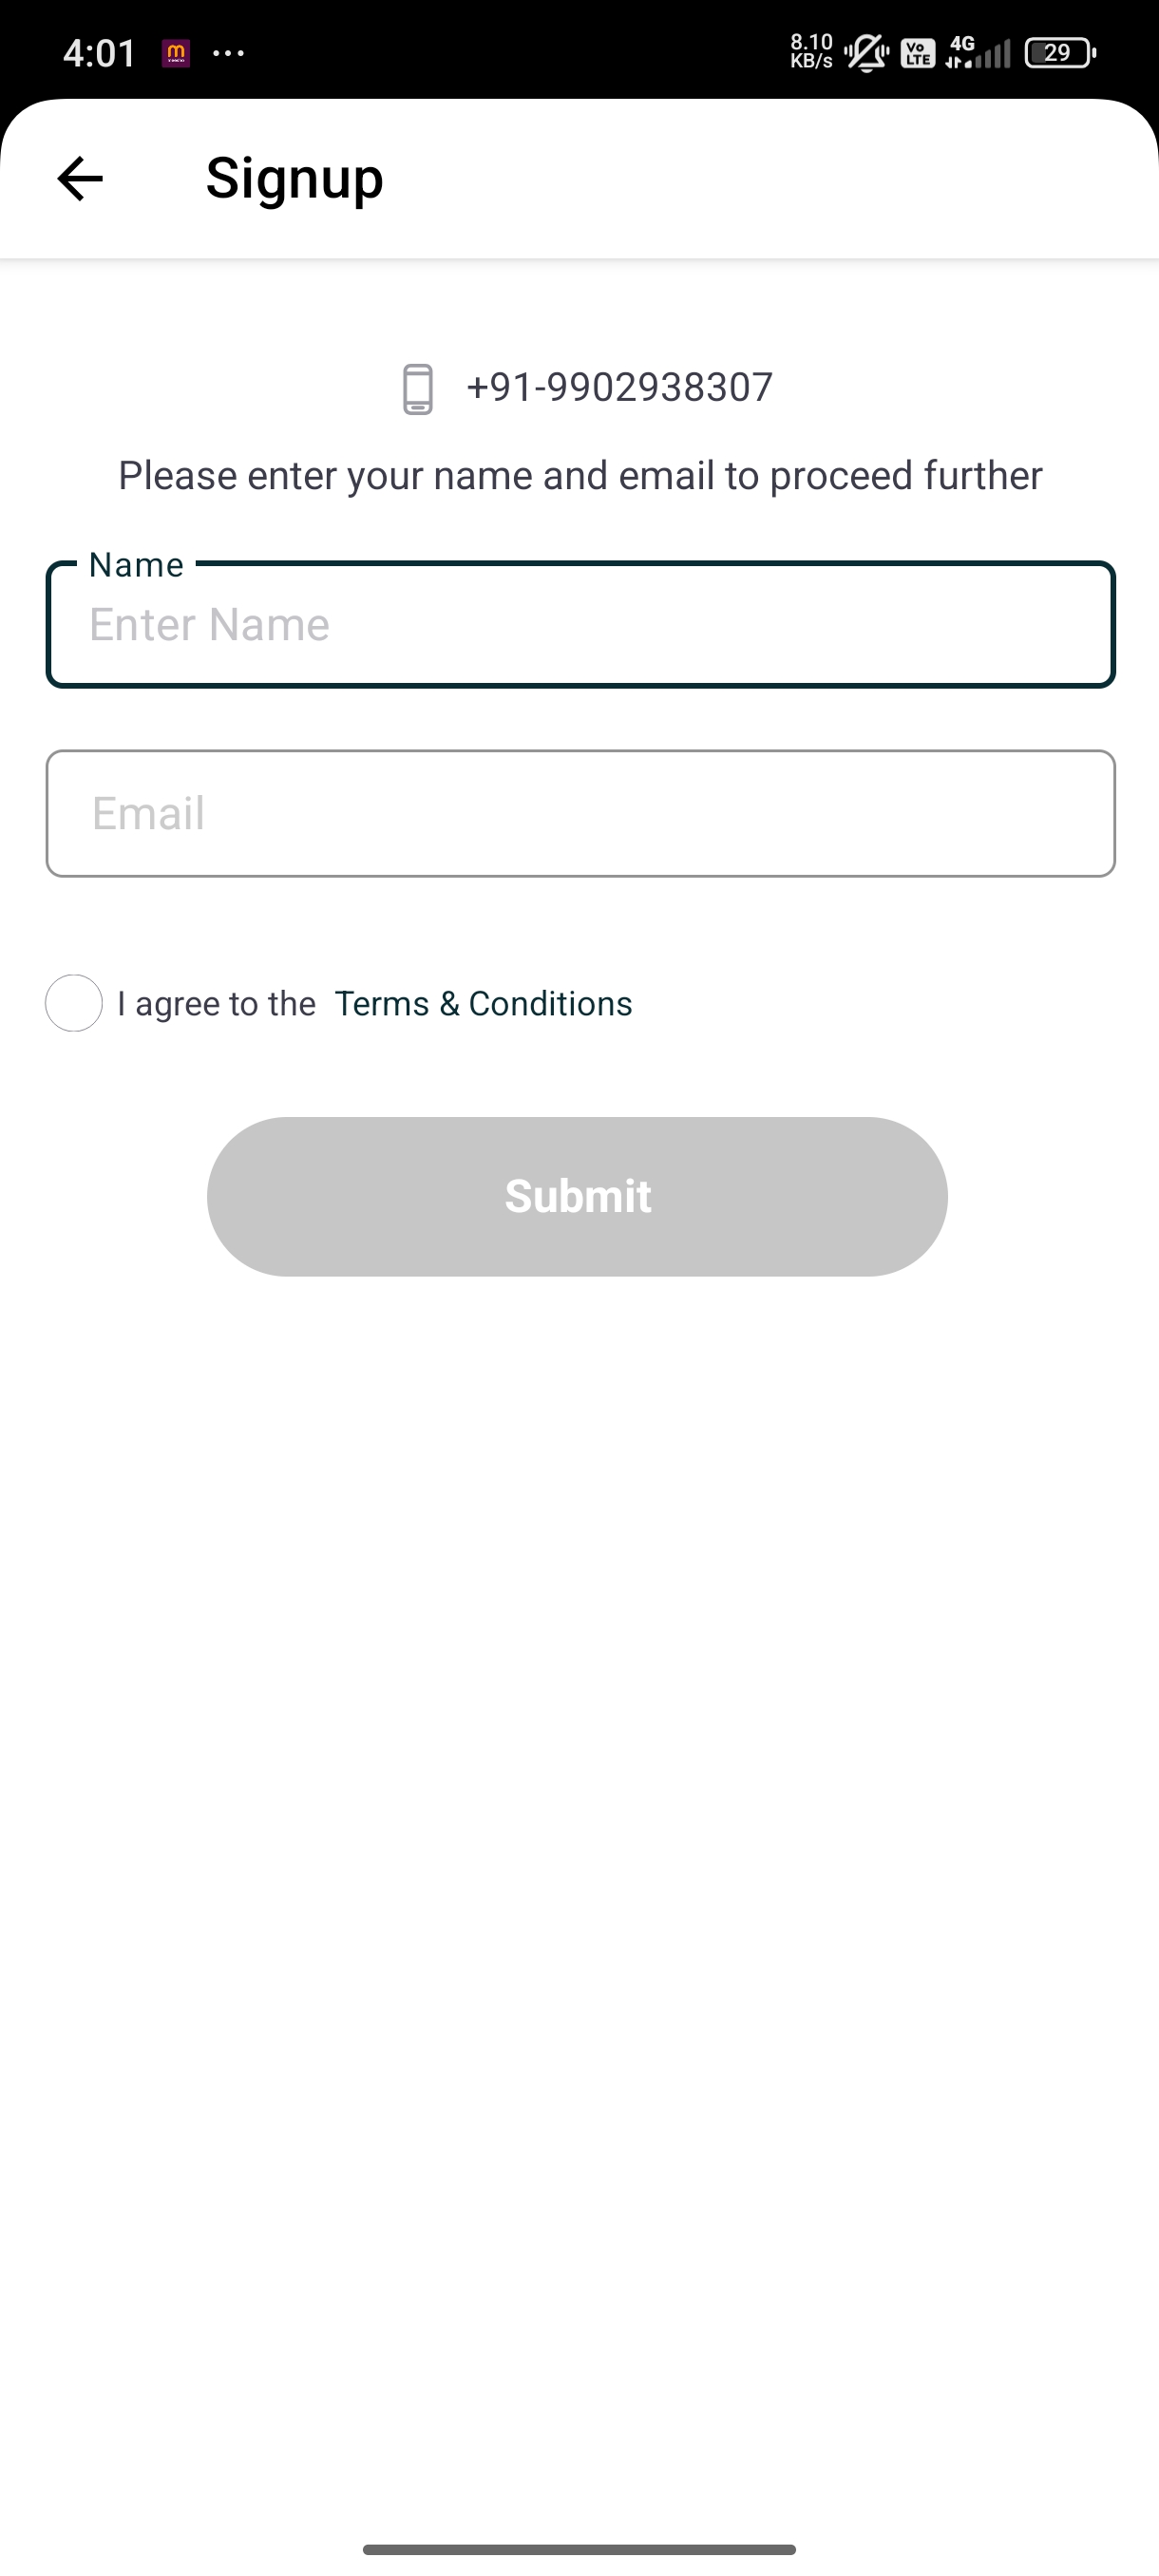 4:01 ... 8.10 KB/s Vo LTE 4G 29
Signup
+91-9902938307
Please enter your name and email to proceed further
Name
Enter Name
Email
I agree to the Terms & Conditions
Submit